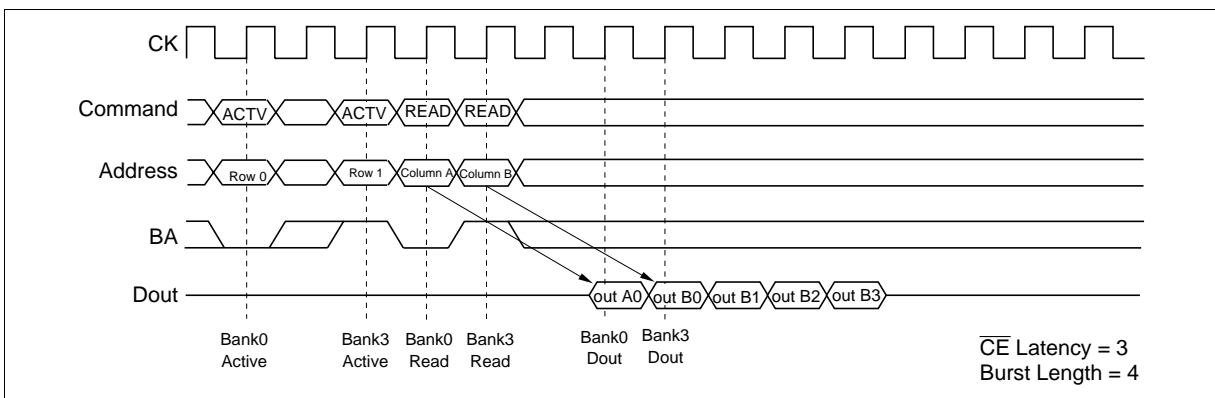 CK
Command ACTV ACTV READ READ
Address Row 0 Row 1 Column A Column B
BA
Dout out A0 out B0 out B1 out B2 out B3
Bank0 Active
Bank3 Active
Bank0 Read
Bank3 Read
Bank0 Dout
Bank3 Dout
CE Latency = 3
Burst Length = 4